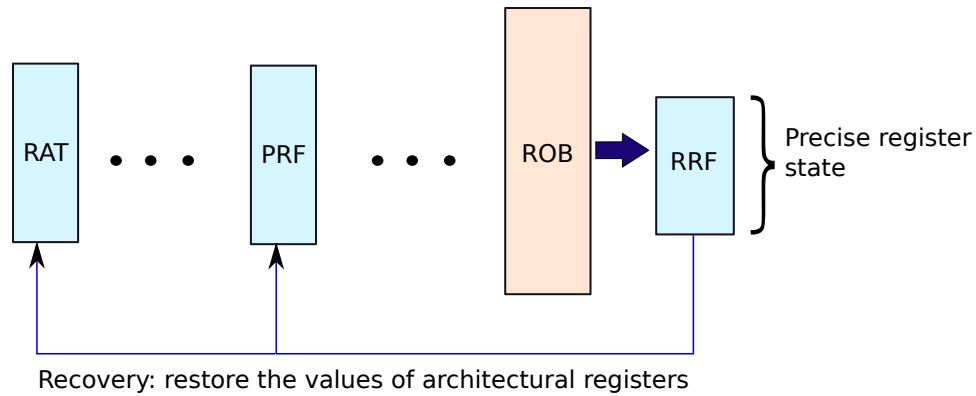 RAT
PRF
ROB
RRF
Precise register
state
Recovery: restore the values of architectural registers